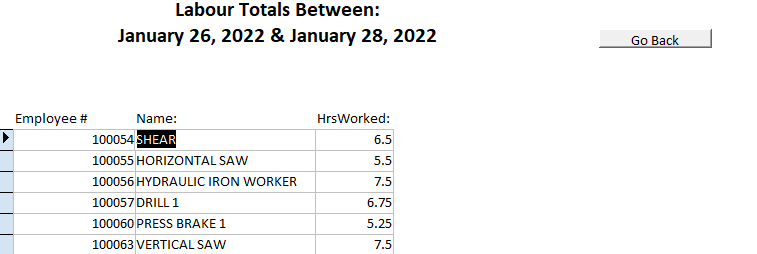 Labour Totals Between:
January 26, 2022 & January 28, 2022
Go Back
Employee # Name: HrsWorked:
100054 SHEAR 6.5
100055 HORIZONTAL SAW 5.5
100056 HYDRAULIC IRON WORKER 7.5
100057 DRILL 1 6.75
100060 PRESS BRAKE 1 5.25
100063 VERTICAL SAW 7.5